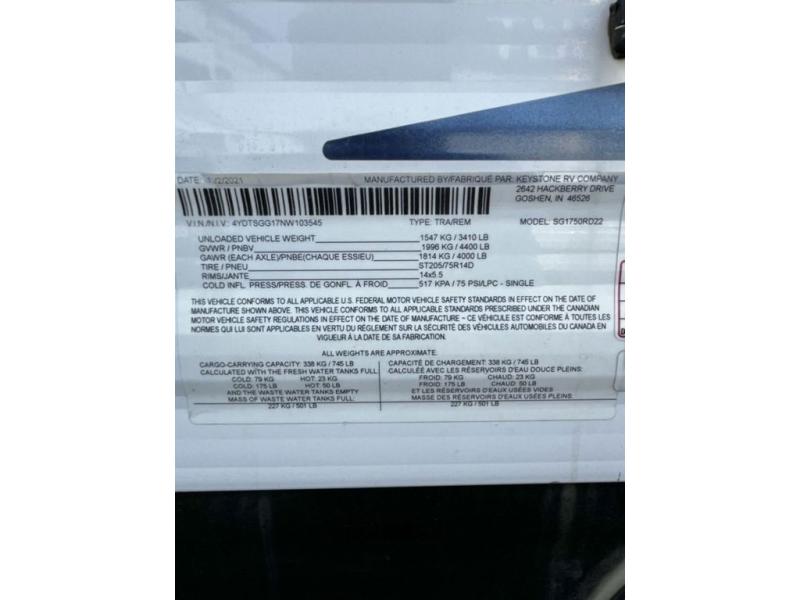 DATE: /2/2021 MANUFACTURED BY/FABRIQUÉ PAR: KEYSTONE RV COMPANY
2642 HACKBERRY DRIVE
GOSHEN, IN 46526
V.I.N./N.I.V.: 4YDTSGG17NW103545 TYPE: TRA/REM MODEL: SG1750RD22
UNLOADED VEHICLE WEIGHT: 1547 KG / 3410 LB
GVWR / PNBV 1996 KG / 4400 LB
GAWR (EACH AXLE)/PNBE(CHAQUE ESSIEU) 1814 KG / 4000 LB
TIRE / PNEU ST205/75R14D
RIMS/JANTE 14x5.5
COLD INFL. PRESS/PRESS. DE GONFL. À FROID: 517 KPA / 75 PSI/LPC - SINGLE
THIS VEHICLE CONFORMS TO ALL APPLICABLE U.S. FEDERAL MOTOR VEHICLE SAFETY STANDARDS IN EFFECT ON THE DATE OF
MANUFACTURE SHOWN ABOVE. THIS VEHICLE CONFORMS TO ALL APPLICABLE STANDARDS PRESCRIBED UNDER THE CANADIAN
MOTOR VEHICLE SAFETY REGULATIONS IN EFFECT ON THE DATE OF MANUFACTURE ~ CE VÉHICULE EST CONFORME À TOUTES LES
NORMES QUI LUI SONT APPLICABLES EN VERTU DU RÈGLEMENT SUR LA SÉCURITÉ DES VÉHICULES AUTOMOBILES DU CANADA EN
VIGUEUR À LA DATE DE SA FABRICATION.
ALL WEIGHTS ARE APPROXIMATE.
CARGO-CARRYING CAPACITY: 338 KG / 745 LB
CALCULATED WITH THE FRESH WATER TANKS FULL:
COLD: 79 KG HOT: 23 KG
COLD: 175 LB HOT: 50 LB
AND THE WASTE WATER TANKS EMPTY
MASS OF WASTE WATER TANKS FULL:
227 KG / 501 LB
CAPACITÉ DE CHARGEMENT: 338 KG / 745 LB
CALCULÉE AVEC LES RÉSERVOIRS D'EAU DOUCE PLEINS:
FROID: 79 KG CHAUD: 23 KG
FROID: 175 LB CHAUD: 50 LB
ET LES RÉSERVOIRS D'EAUX USÉES VIDES
MASSE DES RÉSERVOIRS D'EAUX USÉES PLEINS:
227 KG / 501 LB